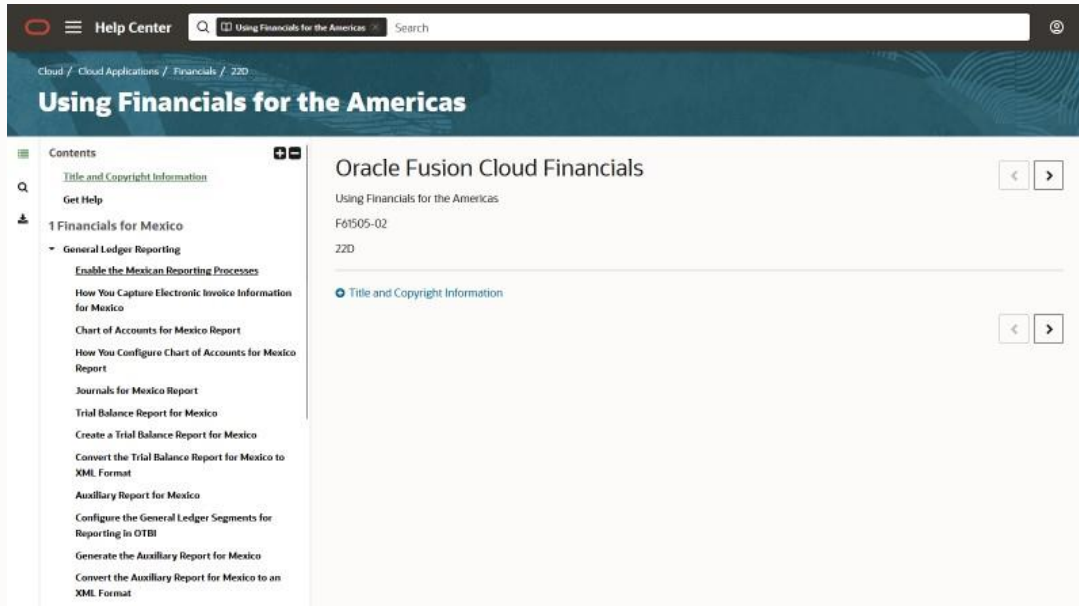 Help Center
Using Financials for the Americas
Search
Cloud / Cloud Applications / Financials / 22D
Using Financials for the Americas
Contents
Title and Copyright Information
Get Help
1 Financials for Mexico
General Ledger Reporting
Enable the Mexican Reporting Processes
How You Capture Electronic Invoice Information
for Mexico
Chart of Accounts for Mexico Report
How You Configure Chart of Accounts for Mexico
Report
Journals for Mexico Report
Trial Balance Report for Mexico
Create a Trial Balance Report for Mexico
Convert the Trial Balance Report for Mexico to
XML Format
Auxiliary Report for Mexico
Configure the General Ledger Segments for
Reporting in OTBI
Generate the Auxiliary Report for Mexico
Convert the Auxiliary Report for Mexico to an
XML Format
Oracle Fusion Cloud Financials
Using Financials for the Americas
F61505-02
22D
Title and Copyright Information